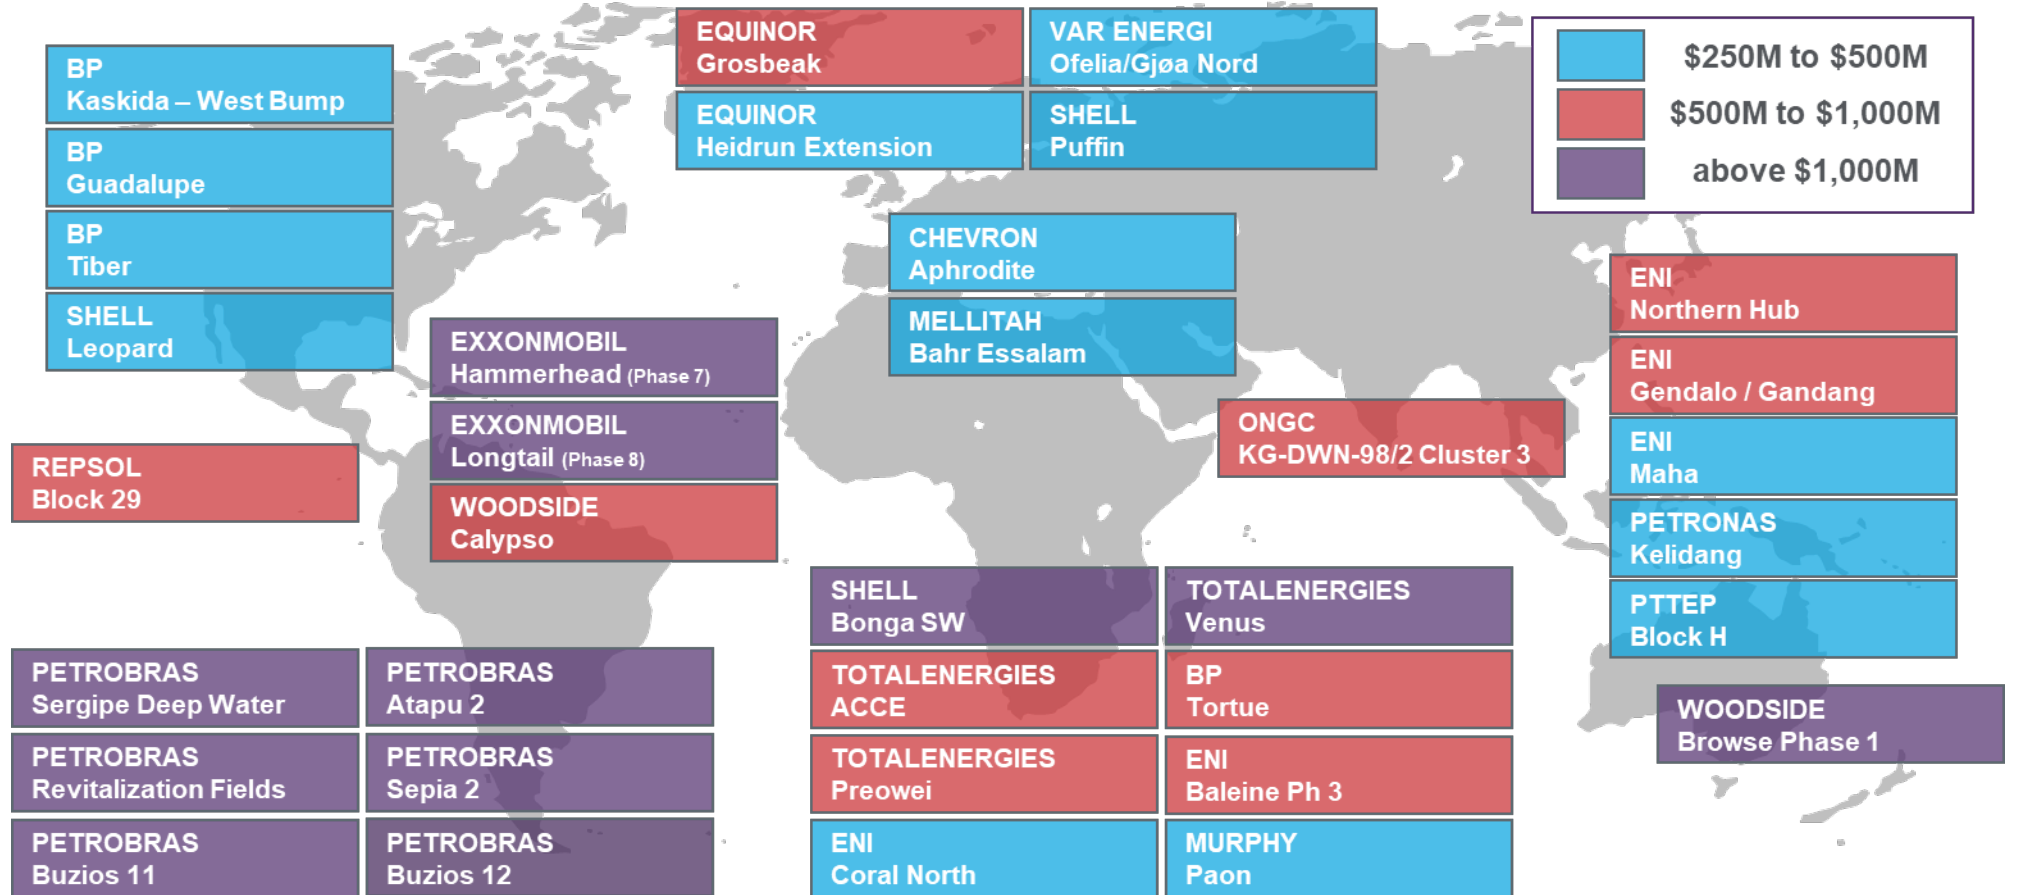 BP
Kaskida – West Bump
BP
Guadalupe
BP
Tiber
SHELL
Leopard
EQUINOR
Grosbeak
VAR ENERGI
Ofelia/Gjøa Nord
EQUINOR
Heidrun Extension
SHELL
Puffin
$250M to $500M
$500M to $1,000M
above $1,000M
CHEVRON
Aphrodite
MELLITAH
Bahr Essalam
EXXONMOBIL
Hammerhead (Phase 7)
EXXONMOBIL
Longtail (Phase 8)
WOODSIDE
Calypso
REPSOL
Block 29
ONGC
KG-DWN-98/2 Cluster 3
ENI
Northern Hub
ENI
Gendalo / Gandang
ENI
Maha
PETRONAS
Kelidang
PTTEP
Block H
WOODSIDE
Browse Phase 1
PETROBRAS
Sergipe Deep Water
PETROBRAS
Atapu 2
PETROBRAS
Revitalization Fields
PETROBRAS
Sepia 2
PETROBRAS
Buzios 11
PETROBRAS
Buzios 12
SHELL
Bonga SW
TOTALENERGIES
Venus
TOTALENERGIES
ACCE
BP
Tortue
TOTALENERGIES
Preowei
ENI
Baleine Ph 3
ENI
Coral North
MURPHY
Paon